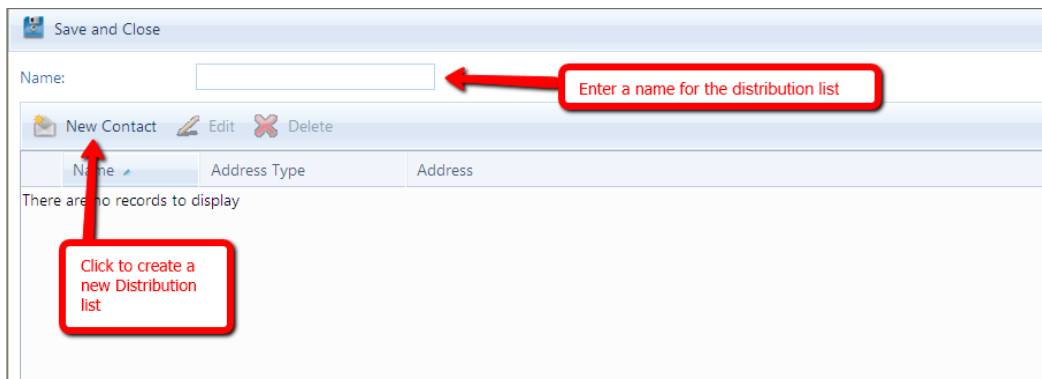 Save and Close
Name:
Enter a name for the distribution list
New Contact Edit Delete
Name Address Type Address
There are no records to display
Click to create a
new Distribution
list